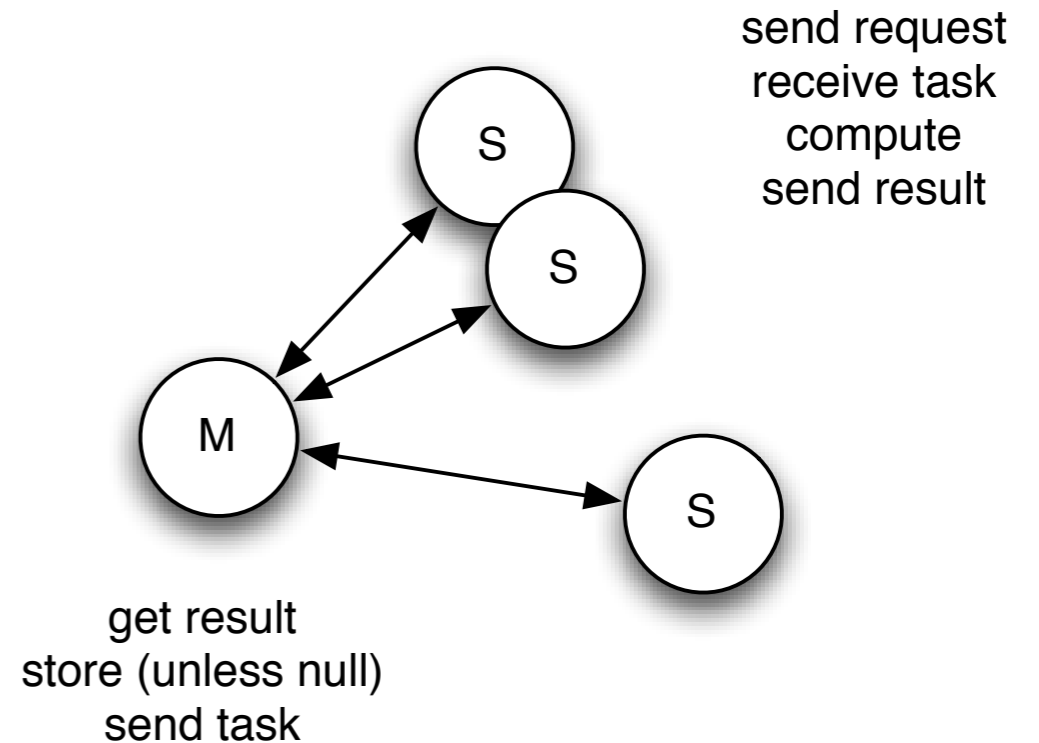 send request
receive task
compute
send result
S
S
M
S
get result
store (unless null)
send task